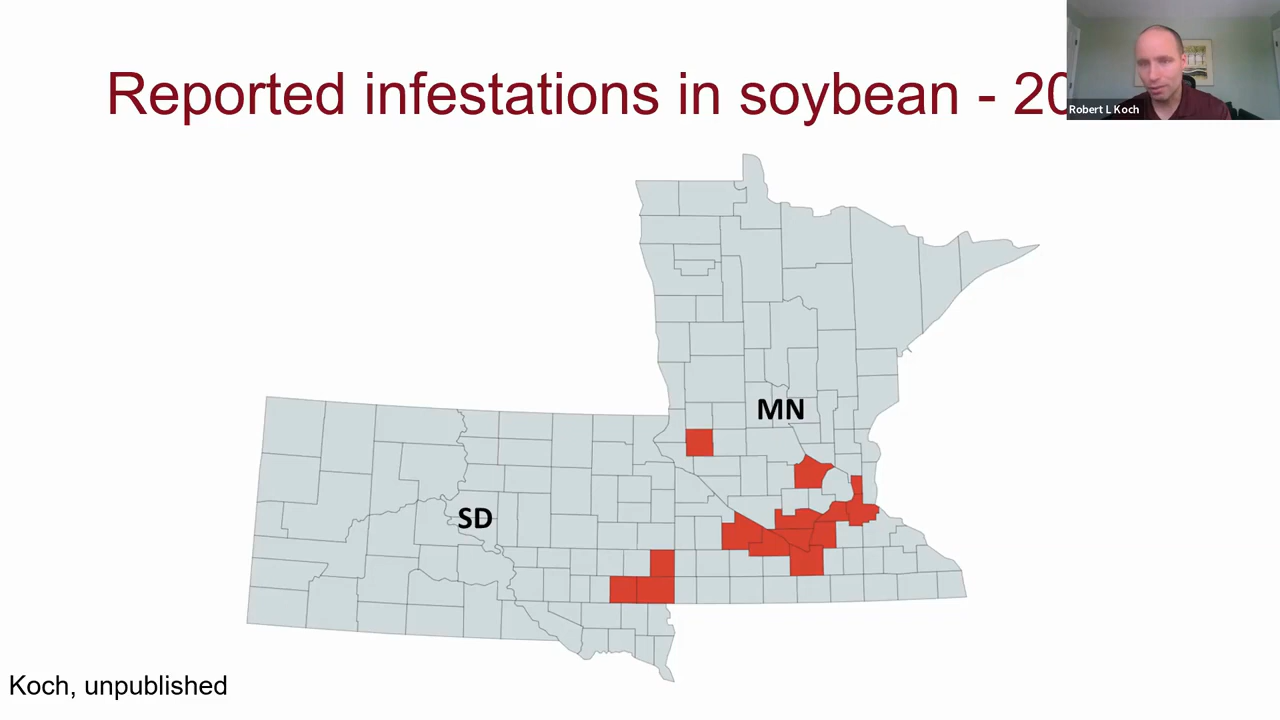 Reported infestations in soybean - 20
Robert L Koch
MN
SD
Koch, unpublished